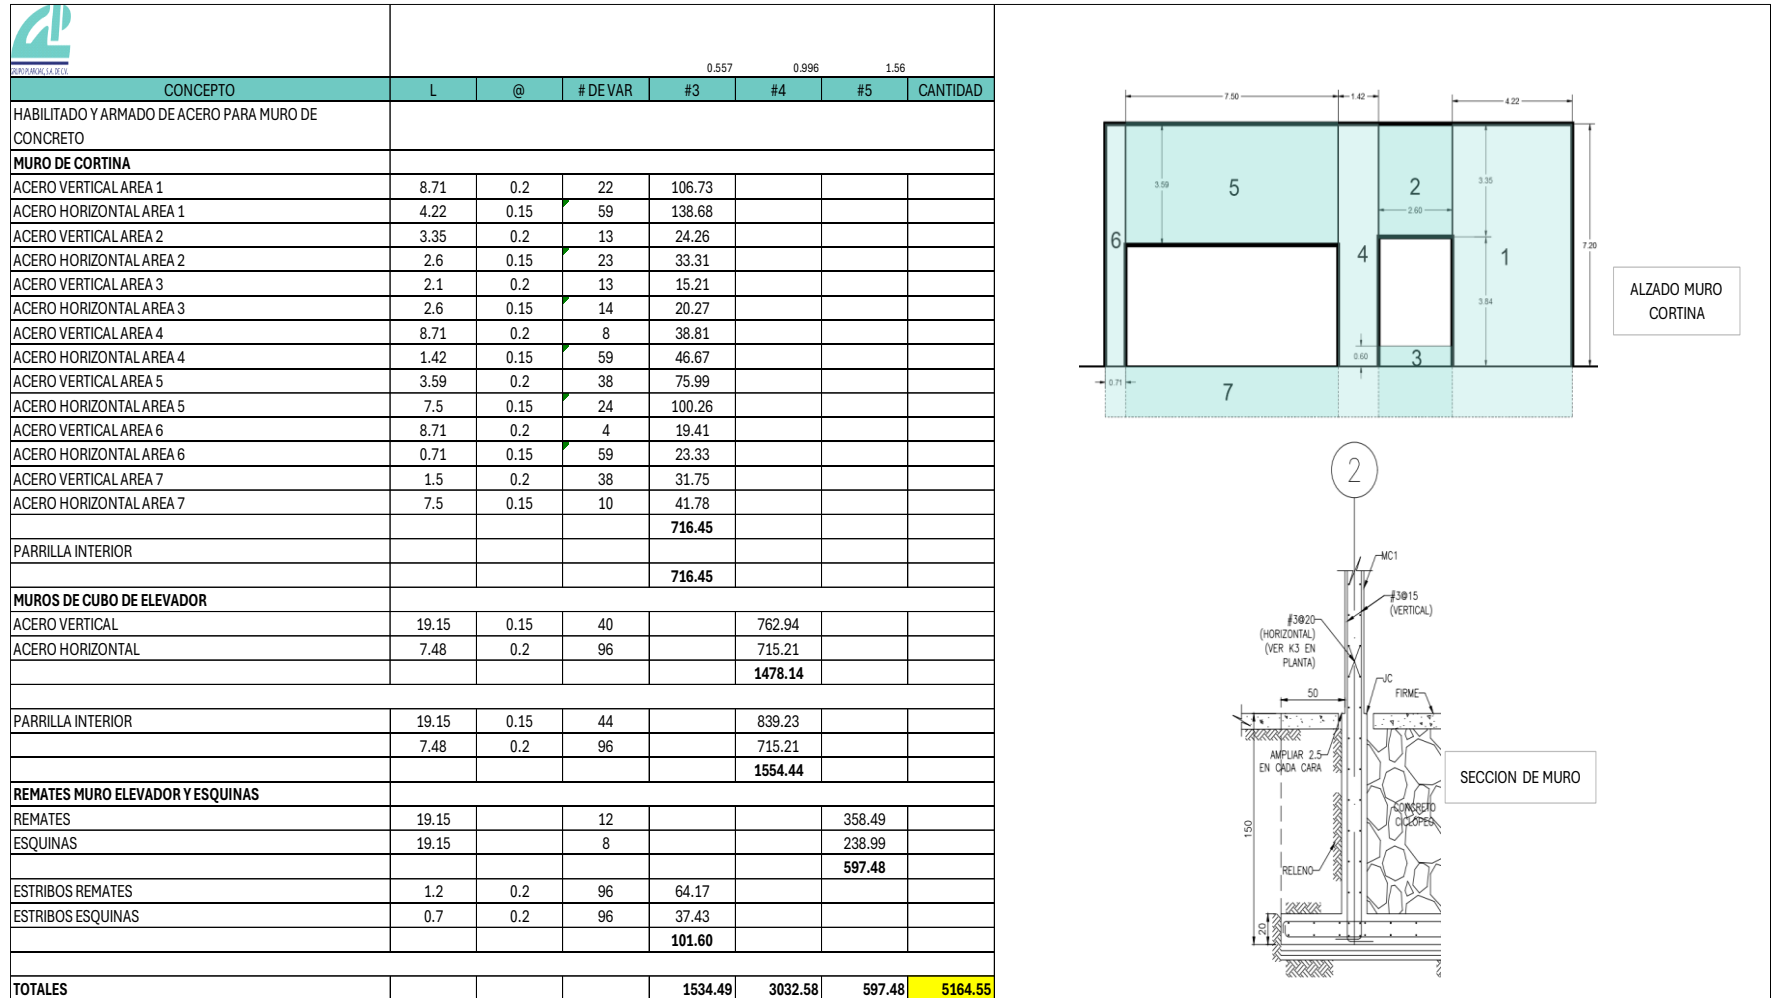 GRUPO PLANCIAC, S.A. DE C.V.
0.557 0.996 1.56
CONCEPTO L @ # DE VAR #3 #4 #5 CANTIDAD
HABILITADO Y ARMADO DE ACERO PARA MURO DE
CONCRETO
MURO DE CORTINA
ACERO VERTICAL AREA 1 8.71 0.2 22 106.73
ACERO HORIZONTAL AREA 1 4.22 0.15 59 138.68
ACERO VERTICAL AREA 2 3.35 0.2 13 24.26
ACERO HORIZONTAL AREA 2 2.6 0.15 23 33.31
ACERO VERTICAL AREA 3 2.1 0.2 13 15.21
ACERO HORIZONTAL AREA 3 2.6 0.15 14 20.27
ACERO VERTICAL AREA 4 8.71 0.2 8 38.81
ACERO HORIZONTAL AREA 4 1.42 0.15 59 46.67
ACERO VERTICAL AREA 5 3.59 0.2 38 75.99
ACERO HORIZONTAL AREA 5 7.5 0.15 24 100.26
ACERO VERTICAL AREA 6 8.71 0.2 4 19.41
ACERO HORIZONTAL AREA 6 0.71 0.15 59 23.33
ACERO VERTICAL AREA 7 1.5 0.2 38 31.75
ACERO HORIZONTAL AREA 7 7.5 0.15 10 41.78
716.45
PARRILLA INTERIOR
716.45
MUROS DE CUBO DE ELEVADOR
ACERO VERTICAL 19.15 0.15 40 762.94
ACERO HORIZONTAL 7.48 0.2 96 715.21
1478.14
PARRILLA INTERIOR 19.15 0.15 44 839.23
7.48 0.2 96 715.21
1554.44
REMATES MURO ELEVADOR Y ESQUINAS
REMATES 19.15 12 358.49
ESQUINAS 19.15 8 238.99
597.48
ESTRIBOS REMATES 1.2 0.2 96 64.17
ESTRIBOS ESQUINAS 0.7 0.2 96 37.43
101.60
TOTALES 1534.49 3032.58 597.48 5164.55
7.50 1.42 4.22
3.59 5 2 3.35
2.60
6 4 1 7.20
3.84
0.60 3
0.71 7
ALZADO MURO
CORTINA
2
MC1
#3@15
(VERTICAL)
#3@20
(HORIZONTAL)
(VER K3 EN
PLANTA)
JC
50 FIRME
AMPLIAR 2.5
EN CADA CARA
SECCION DE MURO
CONCRETO
CICLOPEO
150
RELENO
20